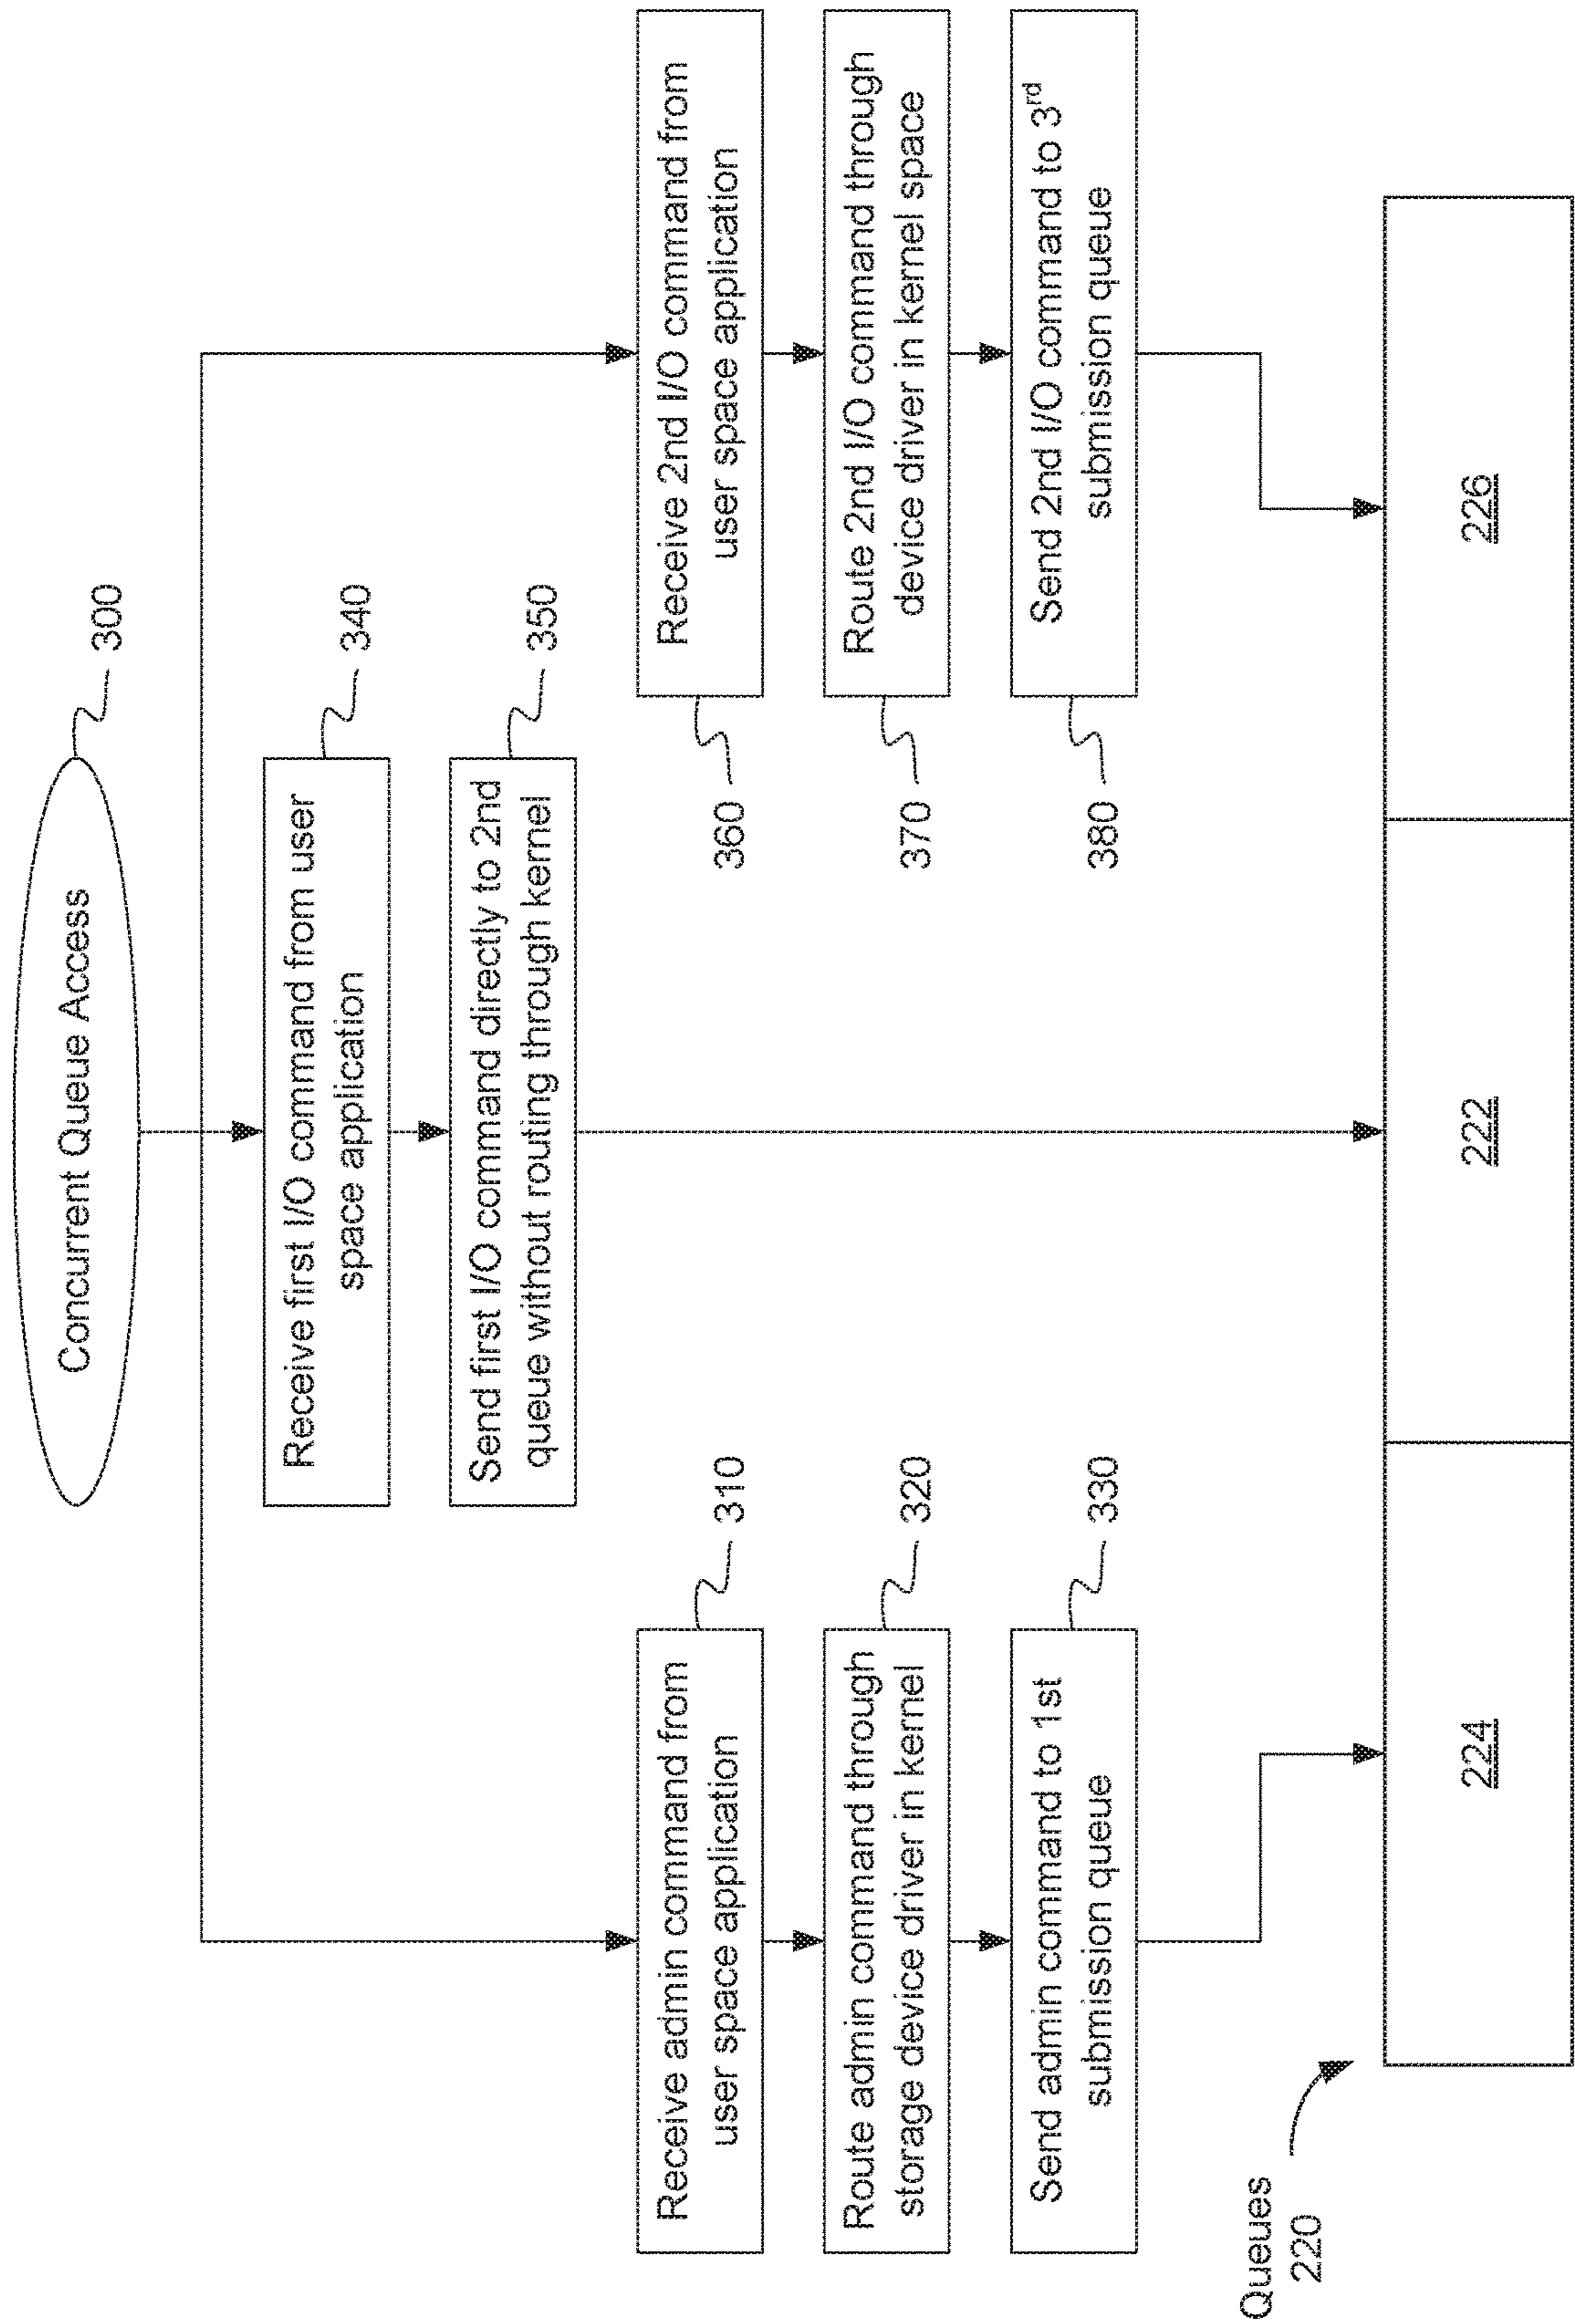 Concurrent Queue Access
300
Receive first I/O command from user
space application
340
Send first I/O command directly to 2nd
queue without routing through kernel
350
Receive admin command from
user space application
310
Route admin command through
storage device driver in kernel
320
Send admin command to 1st
submission queue
330
Receive 2nd I/O command from
user space application
360
Route 2nd I/O command through
device driver in kernel space
370
Send 2nd I/O command to 3rd
submission queue
380
Queues
220
224
222
226